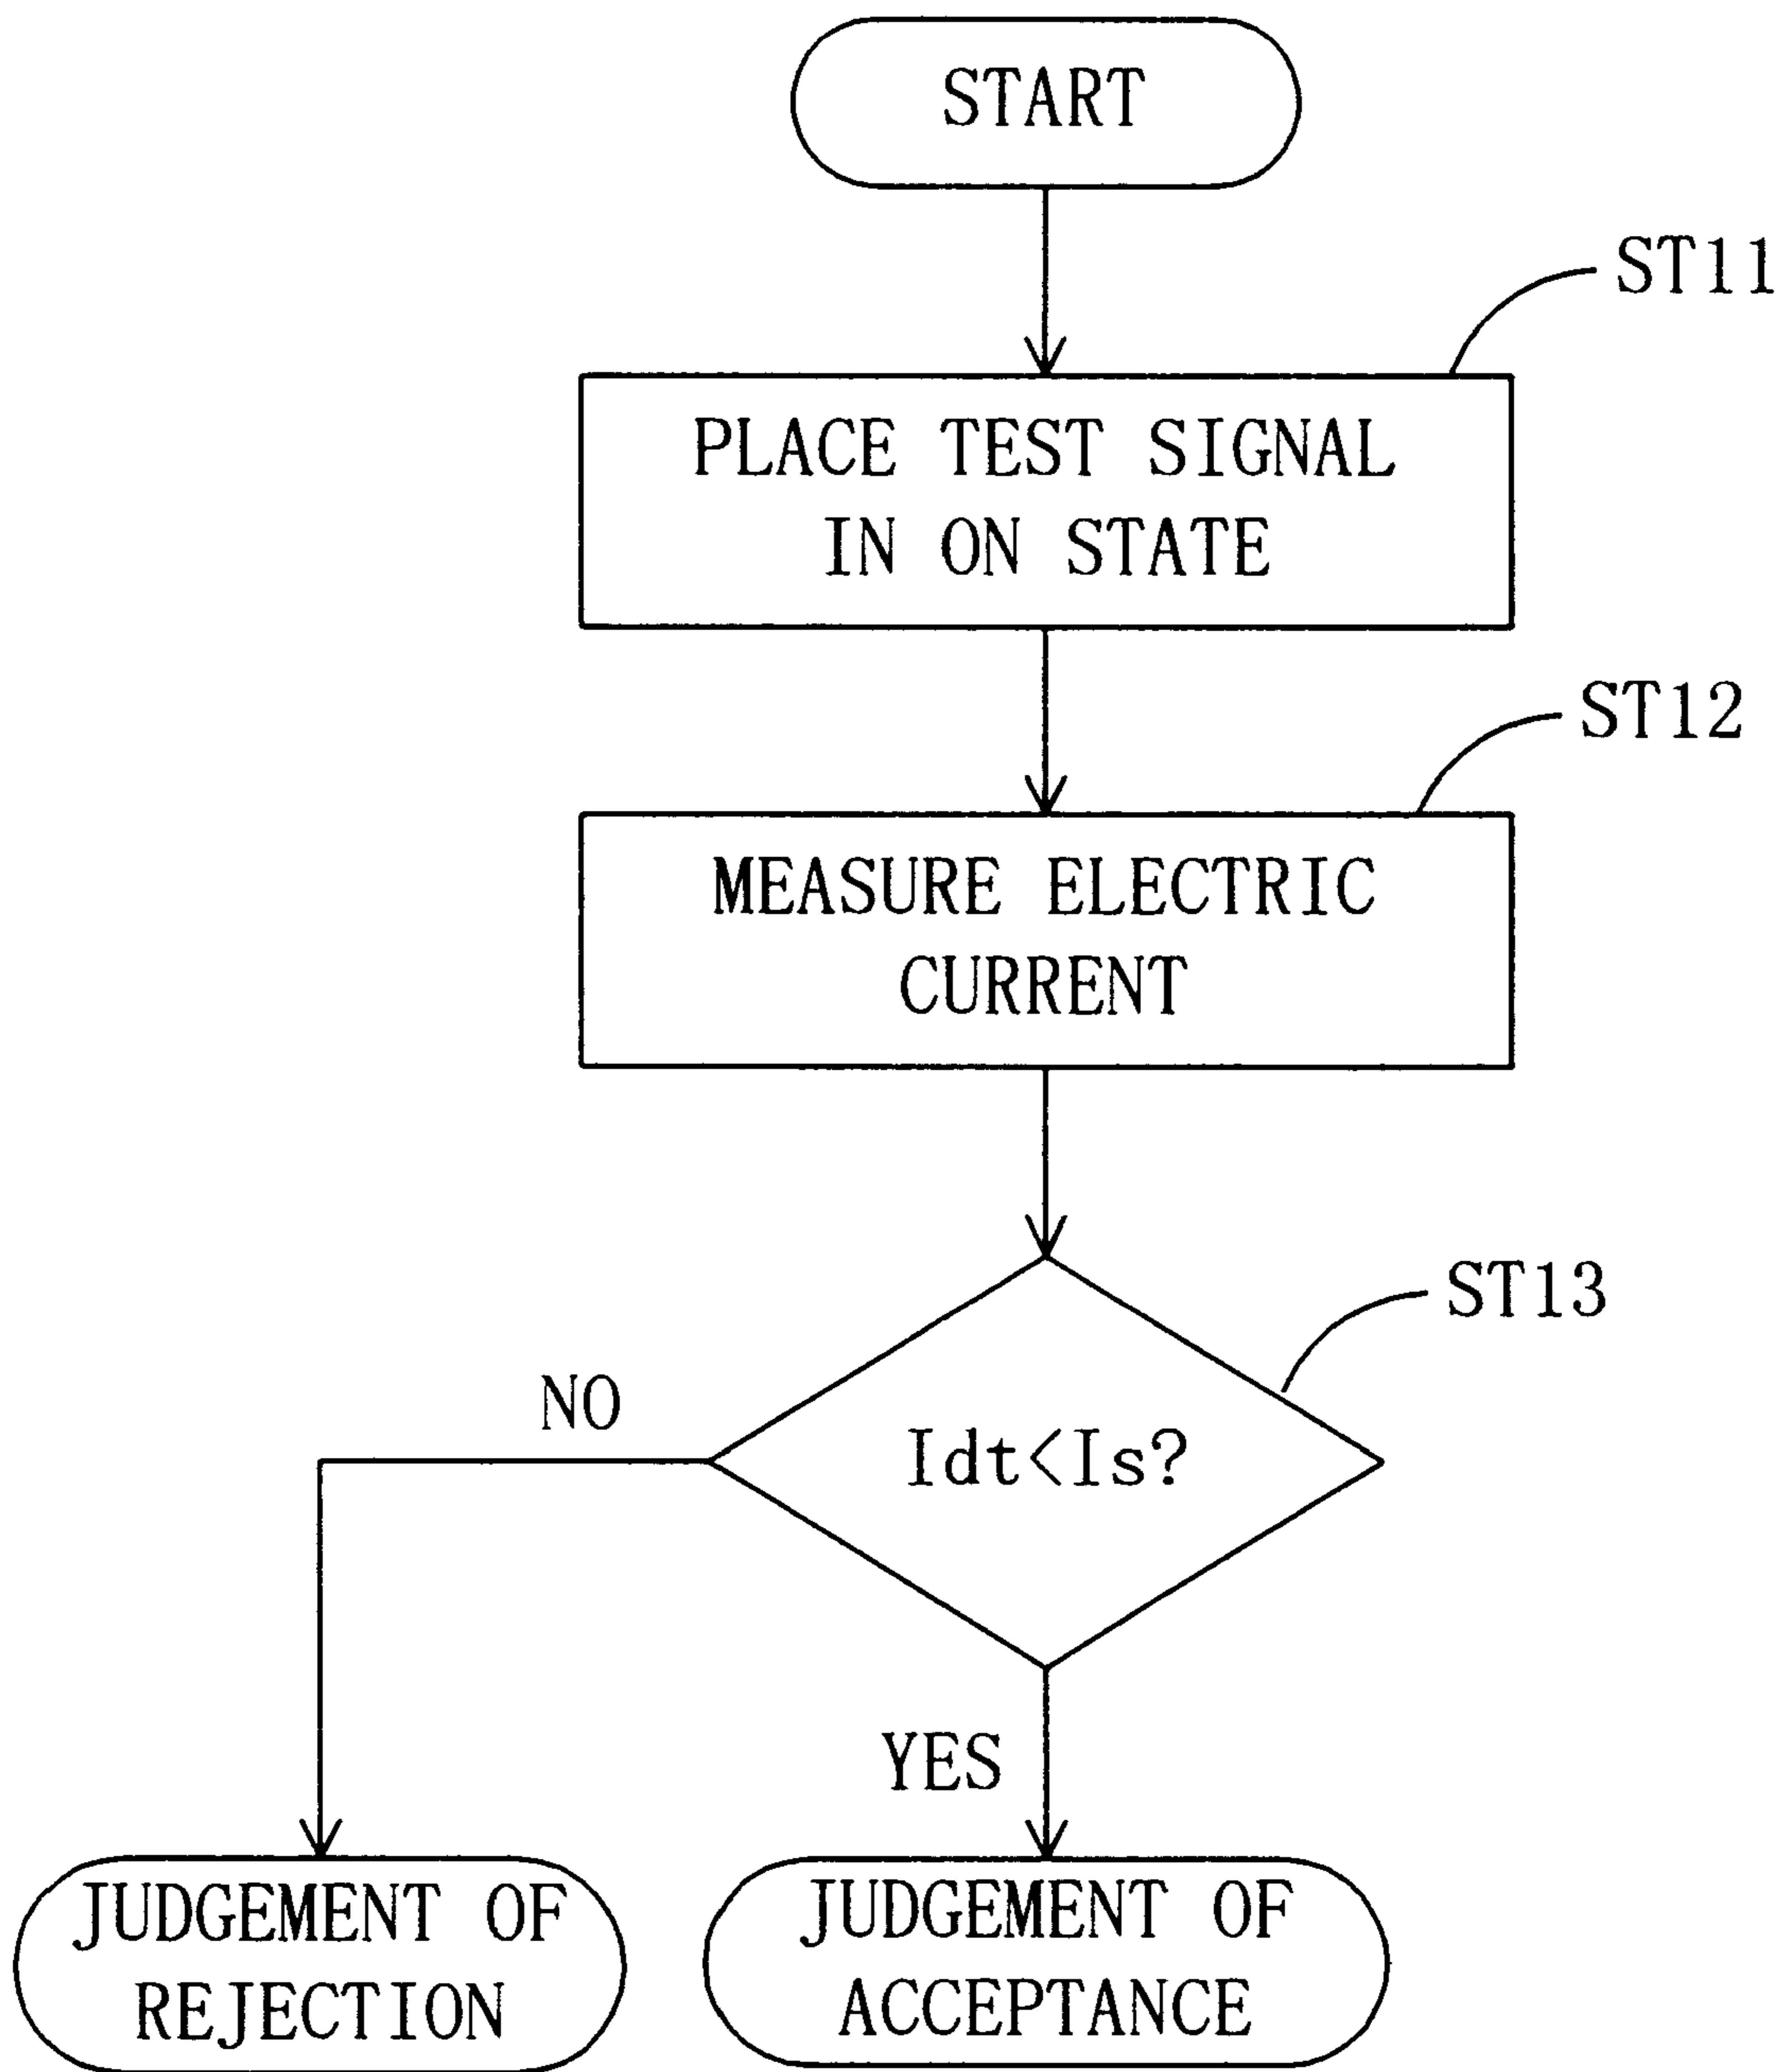 START
ST11
PLACE TEST SIGNAL
IN ON STATE
ST12
MEASURE ELECTRIC
CURRENT
ST13
NO
Idt<Is?
YES
JUDGEMENT OF
REJECTION
JUDGEMENT OF
ACCEPTANCE